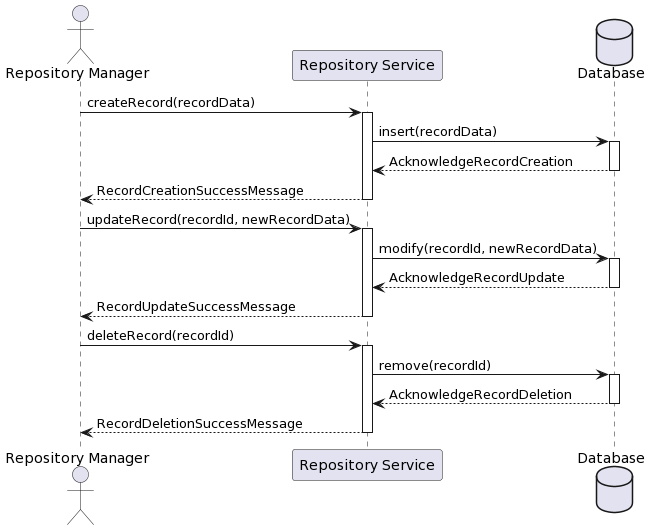 Repository Manager
Repository Service
Database
createRecord(recordData)
insert(recordData)
AcknowledgeRecordCreation
RecordCreationSuccessMessage
updateRecord(recordId, newRecordData)
modify(recordId, newRecordData)
AcknowledgeRecordUpdate
RecordUpdateSuccessMessage
deleteRecord(recordId)
remove(recordId)
AcknowledgeRecordDeletion
RecordDeletionSuccessMessage
Repository Manager
Repository Service
Database